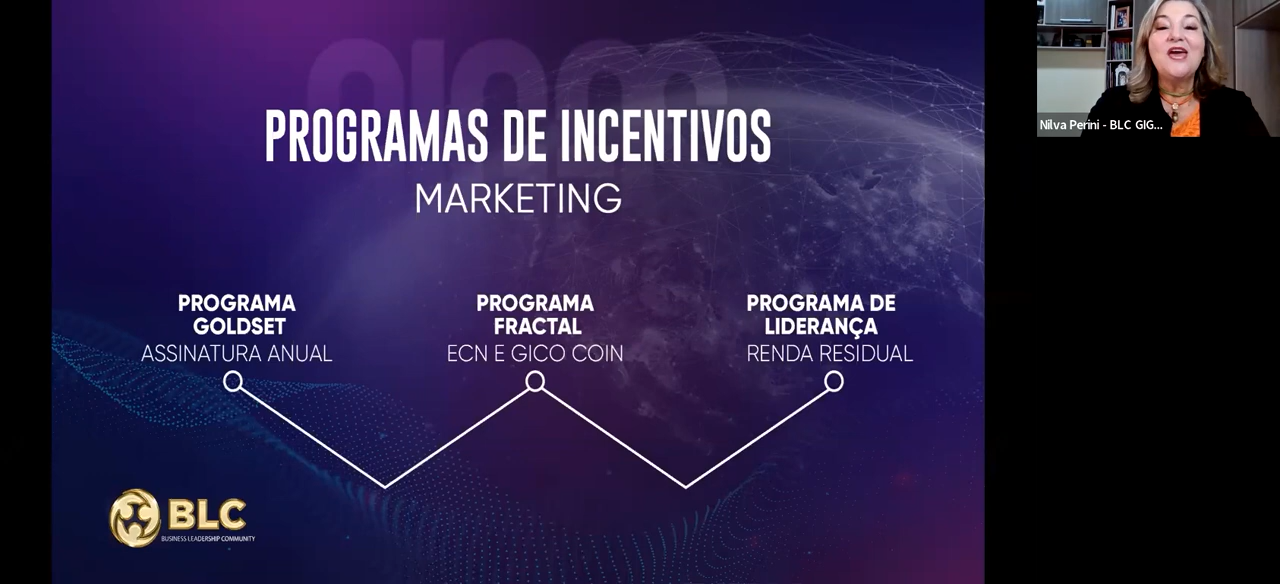 PROGRAMAS DE INCENTIVOS
MARKETING
PROGRAMA
GOLDSET
ASSINATURA ANUAL
PROGRAMA
FRACTAL
ECN E GICO COIN
PROGRAMA DE
LIDERANÇA
RENDA RESIDUAL
BLC
BUSINESS LEADERSHIP COMMUNITY
Nilva Perini - BLC GIG...